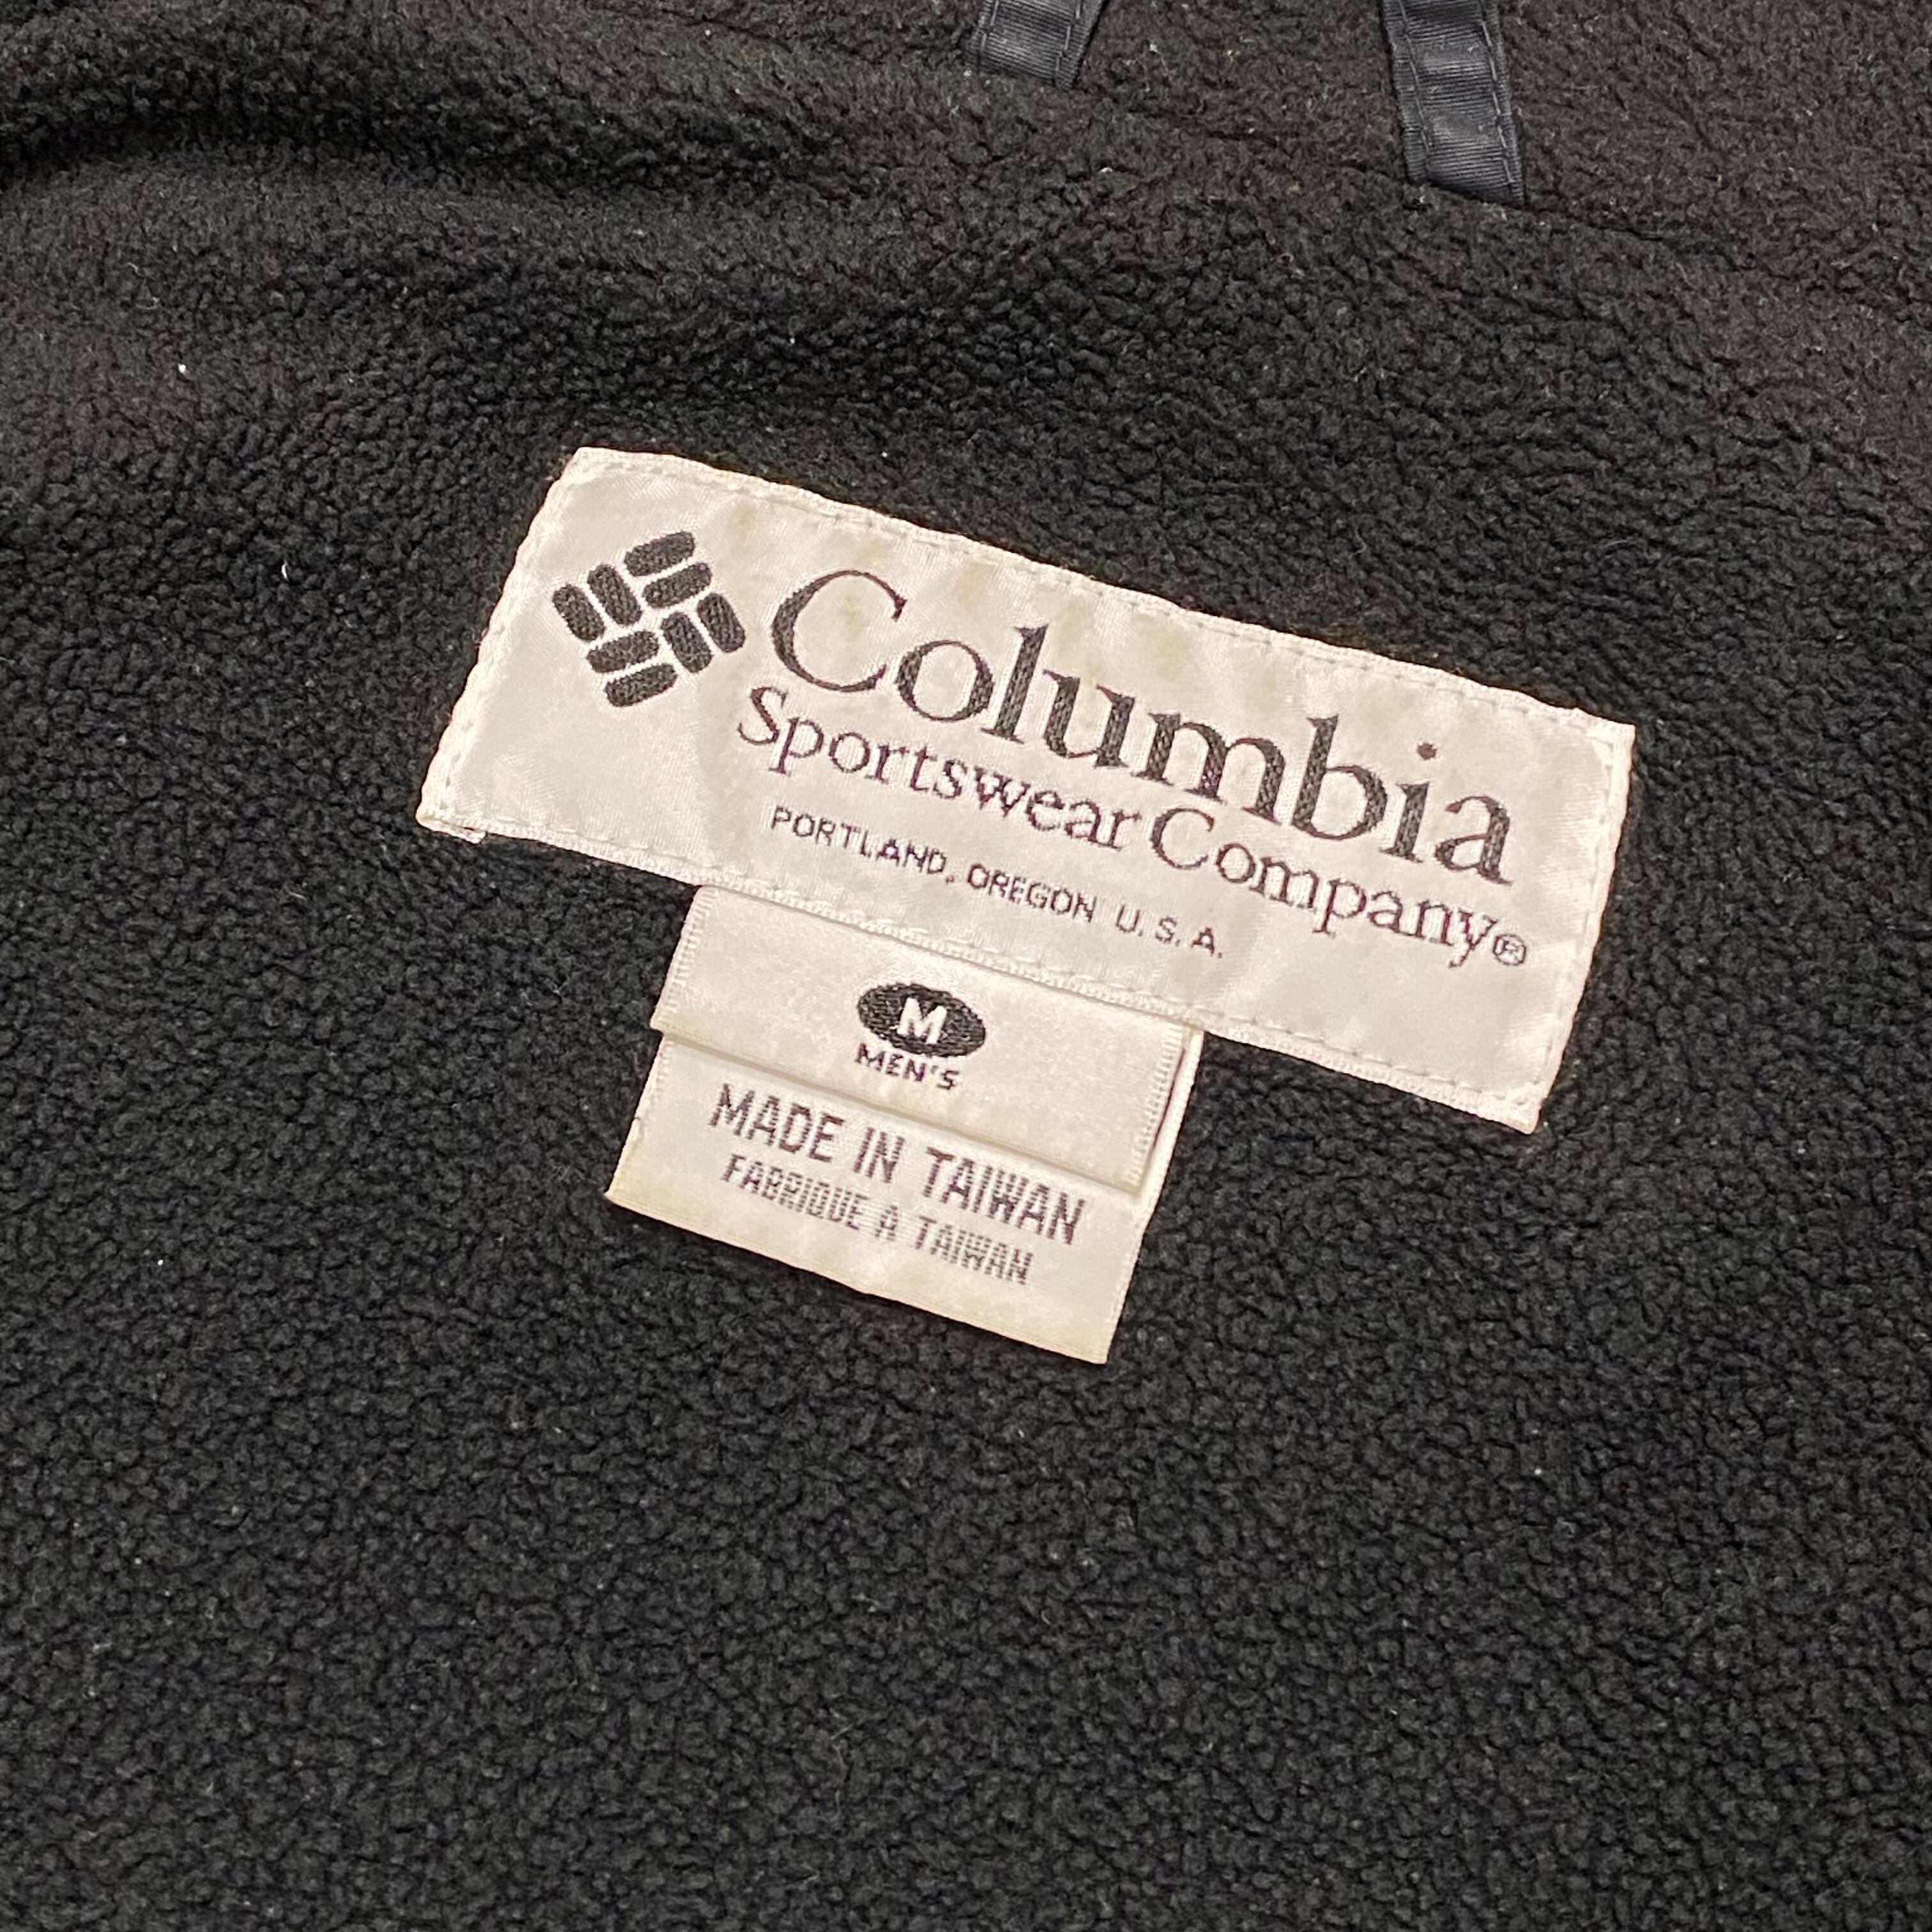 Columbia
Sportswear Company®
PORTLAND, OREGON U.S.A.
M
MEN'S
MADE IN TAIWAN
FABRIQUE A TAIWAN